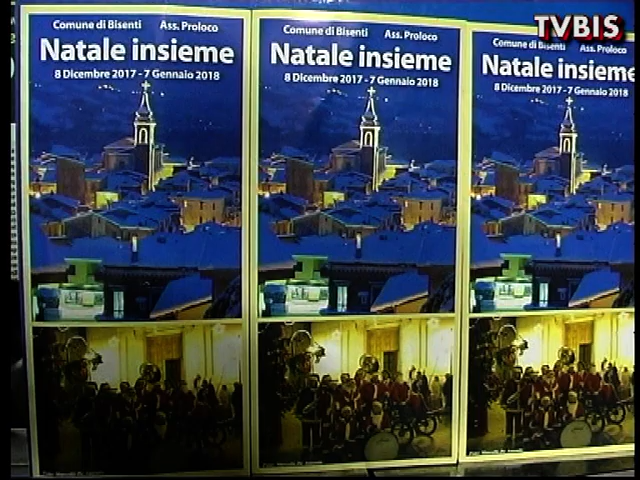 TVBIS
Comune di Bisenti Ass. Proloco
Natale insieme
8 Dicembre 2017 - 7 Gennaio 2018
Comune di Bisenti Ass. Proloco
Natale insieme
8 Dicembre 2017 - 7 Gennaio 2018
Comune di Bisenti Ass. Proloco
Natale insieme
8 Dicembre 2017 - 7 Gennaio 2018